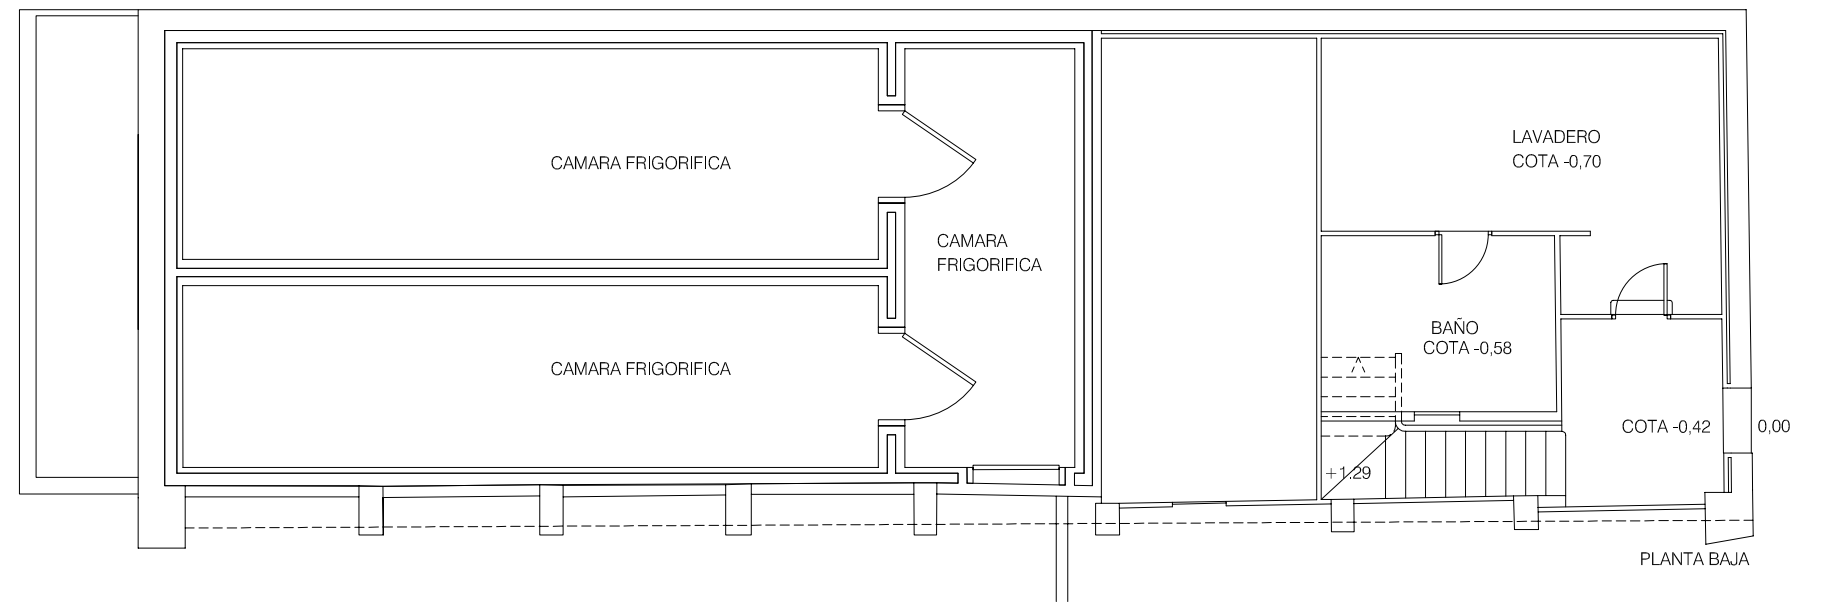 CAMARA FRIGORIFICA
CAMARA
FRIGORIFICA
CAMARA FRIGORIFICA
LAVADERO
COTA -0,70
BAÑO
COTA -0,58
COTA -0,42
0,00
+1.29
PLANTA BAJA